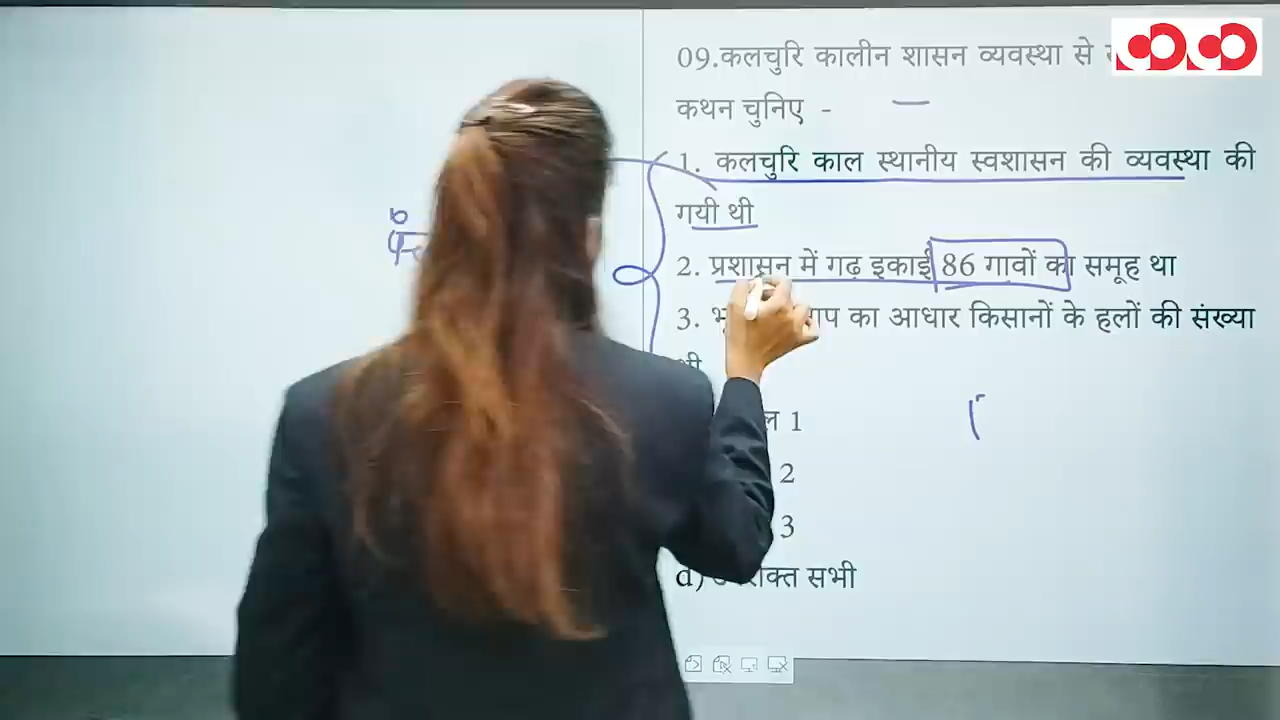 09.कलचुरि कालीन शासन व्यवस्था से
कथन चुनिए -
1. कलचुरि काल स्थानीय स्वशासन की व्यवस्था की
गयी थी
2. प्रशासन में गढ़ इकाई 86 गावों का समूह था
3. का आधार किसानों के हलों की संख्या
थी
1
2
3
d) सभी